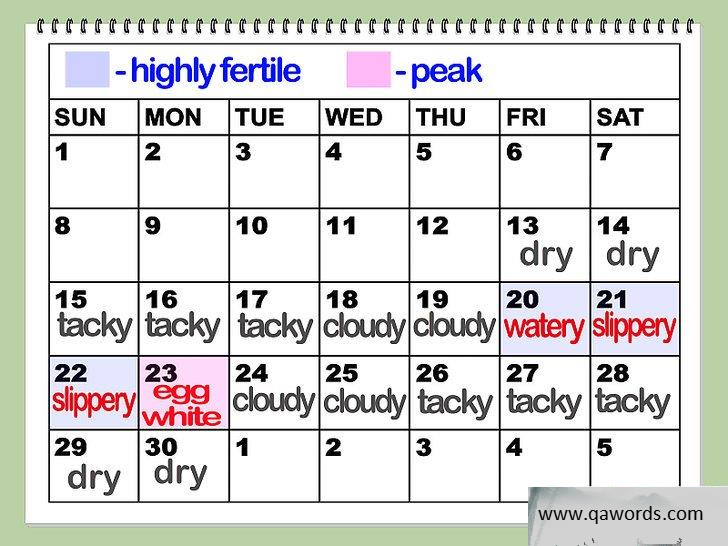 -highly fertile -peak
SUN MON TUE WED THU FRI SAT
1 2 3 4 5 6 7
8 9 10 11 12 13 14
dry dry
15 16 17 18 19 20 21
tacky tacky tacky cloudy cloudy watery slippery
22 23 24 25 26 27 28
slippery egg white cloudy cloudy tacky tacky tacky
29 30 1 2 3 4 5
dry dry
www.qawords.com